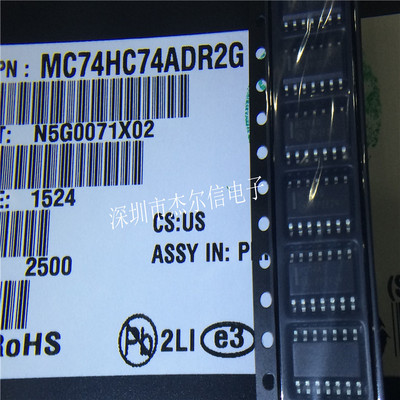 PN: MC74HC74ADR2G
T: N5G0071X02
E: 1524
深圳市杰尔信电子
CS:US
2500
ASSY IN: P
RoHS
Pb
2LI
e3